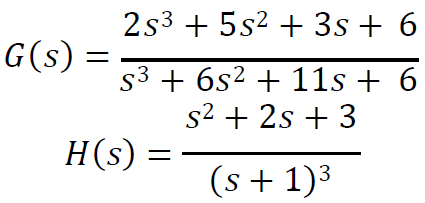 G(s) = (2s³ + 5s² + 3s + 6) / (s³ + 6s² + 11s + 6)
H(s) = (s² + 2s + 3) / (s + 1)³